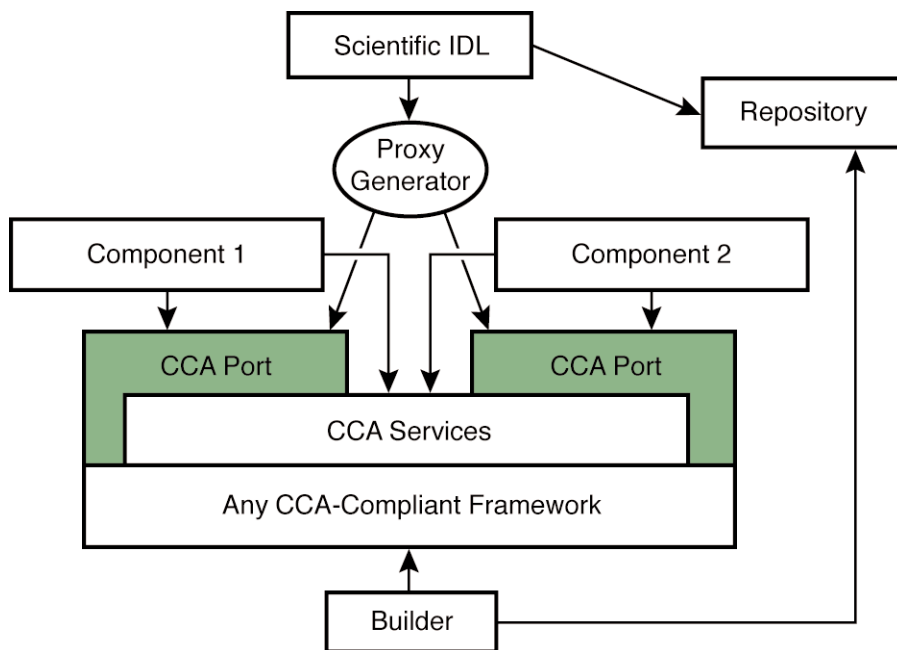 Scientific IDL
Repository
Proxy
Generator
Component 1
Component 2
CCA Port
CCA Port
CCA Services
Any CCA-Compliant Framework
Builder